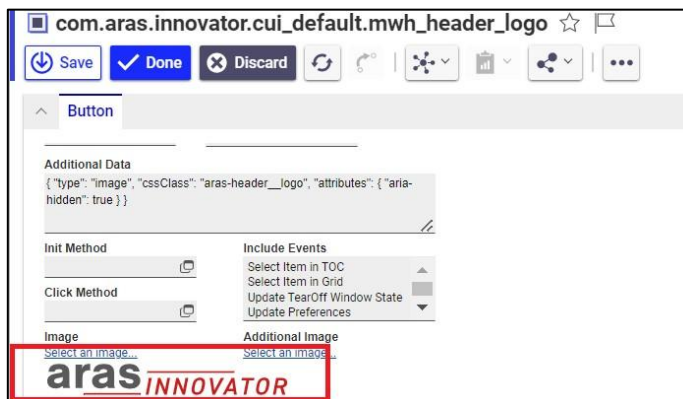 com.aras.innovator.cui_default.mwh_header_logo
Save Done Discard
Button
Additional Data
{ "type": "image", "cssClass": "aras-header__logo", "attributes": { "aria-
hidden": true } }
Init Method Include Events
Select Item in TOC
Select Item in Grid
Click Method
Update TearOff Window State
Update Preferences
Image Additional Image
Select an image... Select an image...
aras INNOVATOR